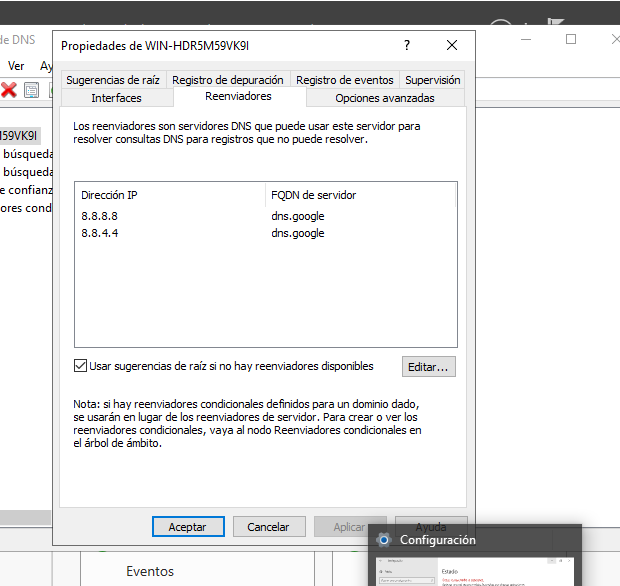 de DNS
Propiedades de WIN-HDR5M59VK9I
?
Ver Ay
Sugerencias de raíz Registro de depuración Registro de eventos Supervisión
Interfaces Reenviadores Opciones avanzadas
Los reenviadores son servidores DNS que puede usar este servidor para
resolver consultas DNS para registros que no puede resolver.
M59VK9I
búsqueda
búsqueda
e confianz
ores cond
Dirección IP FQDN de servidor
8.8.8.8 dns.google
8.8.4.4 dns.google
Usar sugerencias de raíz si no hay reenviadores disponibles
Editar...
Nota: si hay reenviadores condicionales definidos para un dominio dado,
se usarán en lugar de los reenviadores de servidor. Para crear o ver los
reenviadores condicionales, vaya al nodo Reenviadores condicionales en
el árbol de ámbito.
Aceptar Cancelar Aplicar Ayuda
Configuración
Estado
Eventos